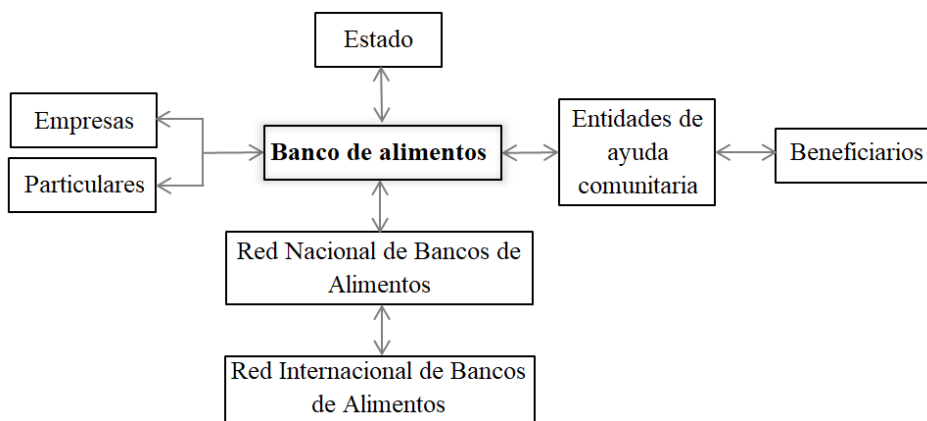 Estado
Empresas
Particulares
Banco de alimentos
Entidades de
ayuda
comunitaria
Beneficiarios
Red Nacional de Bancos de
Alimentos
Red Internacional de Bancos
de Alimentos